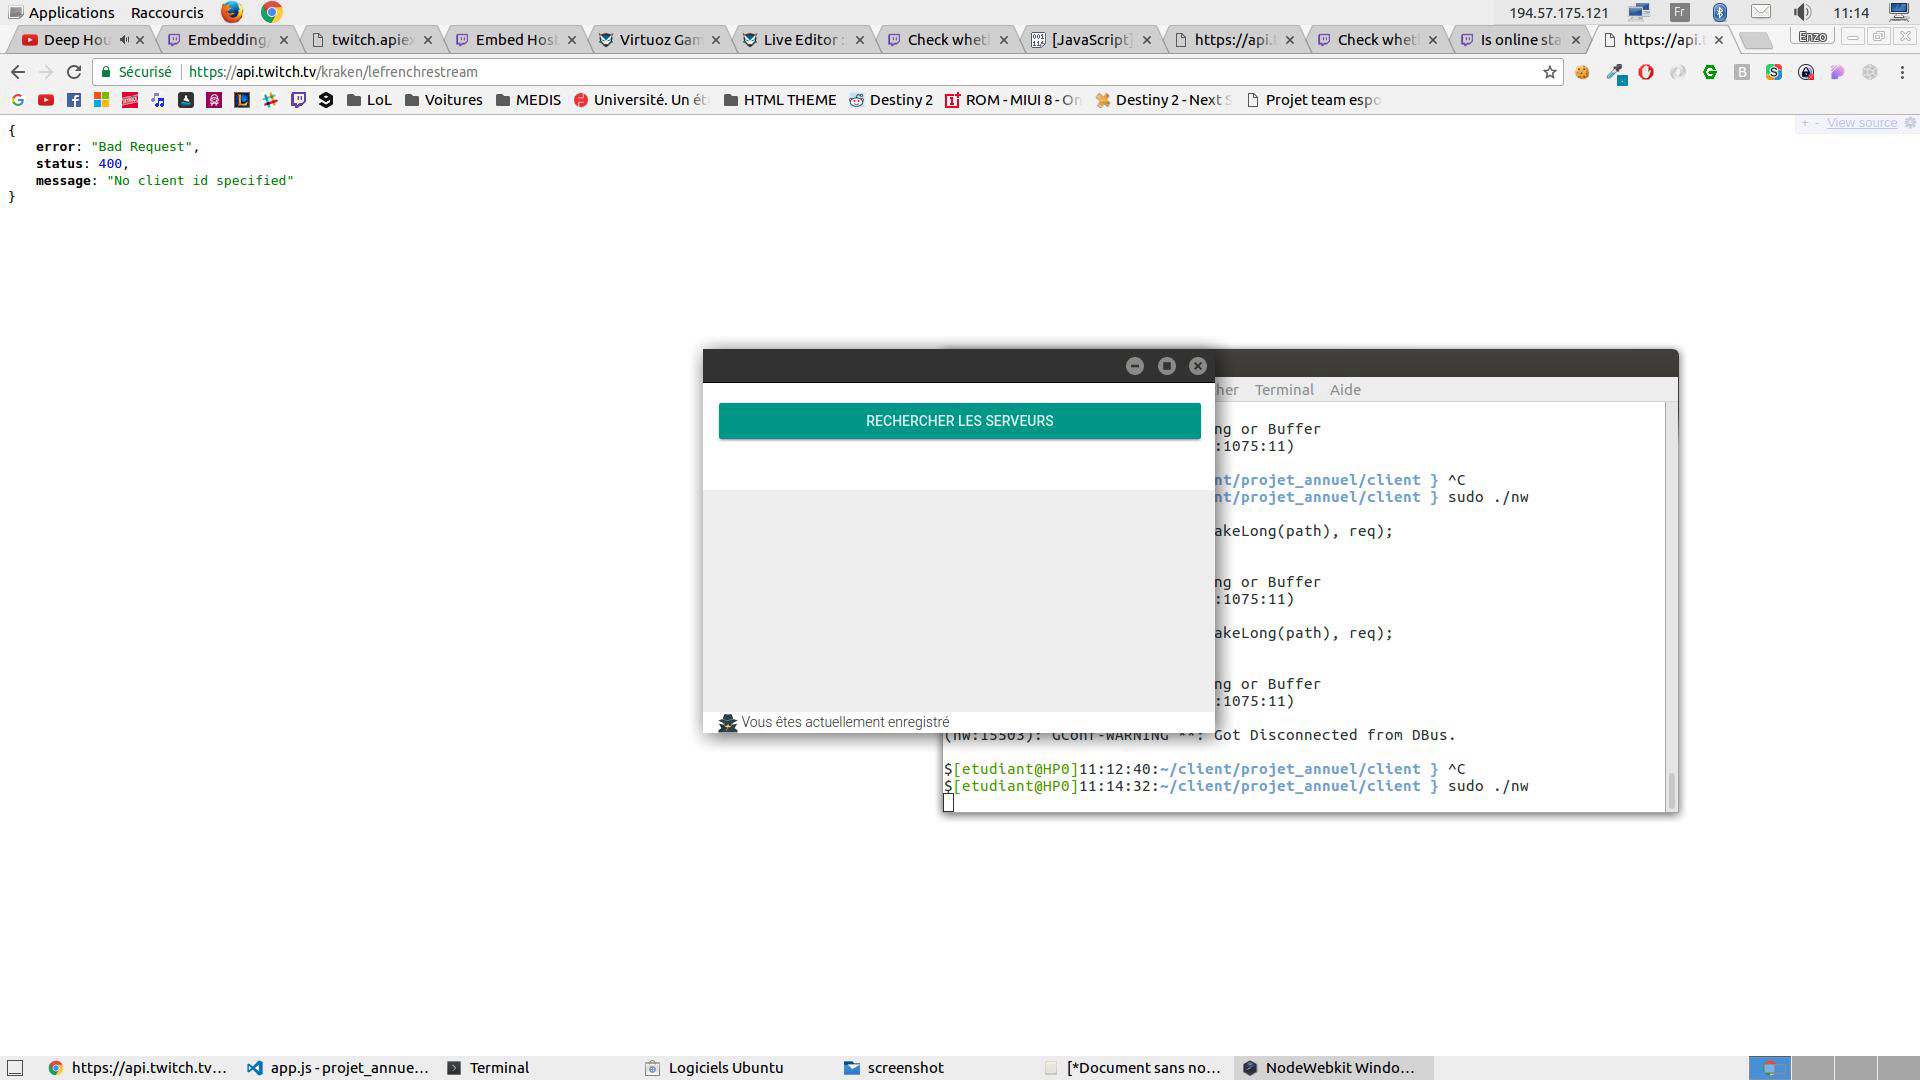 Applications Raccourcis 194.57.175.121 Fr 11:14
Deep Hou Embedding/ twitch.apiex Embed Host Virtuoz Gam Live Editor : Check wheth [JavaScript] https://api.t Check wheth Is online sta https://api.t Enzo
Sécurisé https://api.twitch.tv/kraken/lefrenchrestream
LoL Voitures MEDIS Université. Un ét HTML THEME Destiny 2 ROM - MIUI 8 - On Destiny 2 - Next S Projet team espo
+ - View source
{
error: "Bad Request",
status: 400,
message: "No client id specified"
}
RECHERCHER LES SERVEURS
Vous êtes actuellement enregistré
her Terminal Aide
ng or Buffer
:1075:11)
nt/projet_annuel/client } ^C
nt/projet_annuel/client } sudo ./nw
akeLong(path), req);
ng or Buffer
:1075:11)
akeLong(path), req);
ng or Buffer
:1075:11)
(nw:15503): GConf-WARNING **: Got Disconnected from DBus.
$[etudiant@HP0]11:12:40:~/client/projet_annuel/client } ^C
$[etudiant@HP0]11:14:32:~/client/projet_annuel/client } sudo ./nw
https://api.twitch.tv... app.js - projet_annue... Terminal Logiciels Ubuntu screenshot [*Document sans no... NodeWebkit Windo...